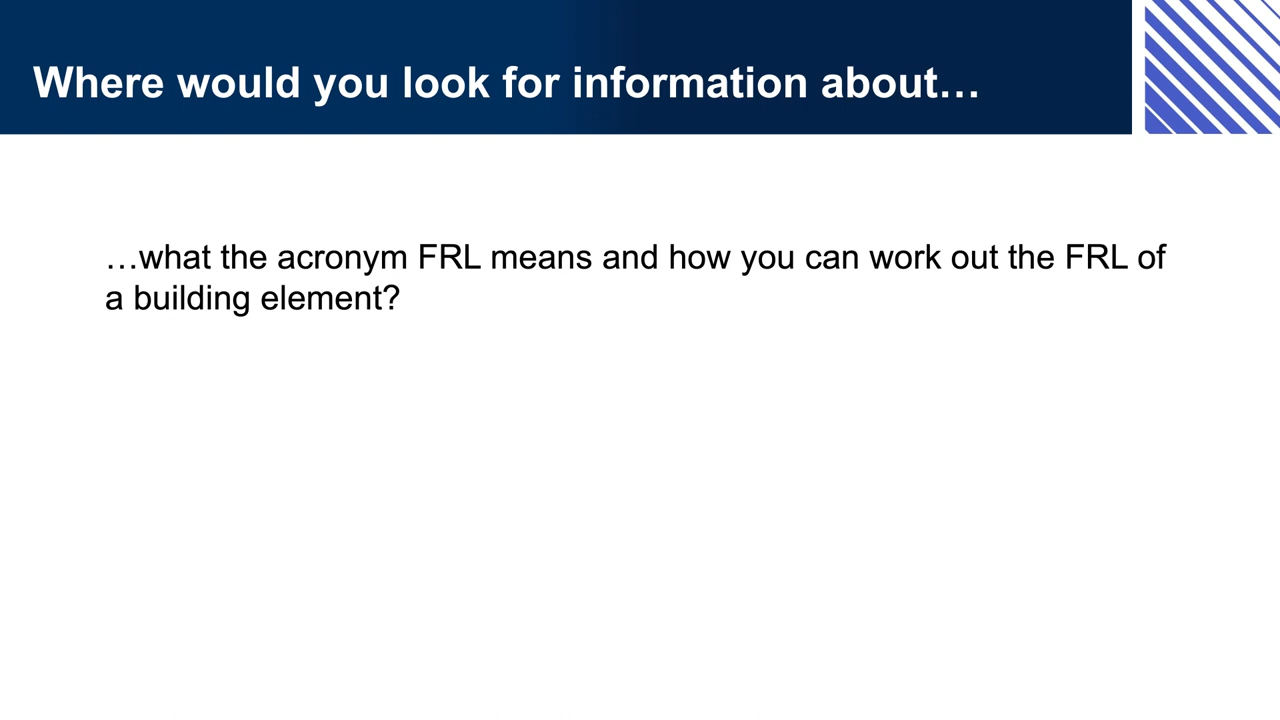 Where would you look for information about…
…what the acronym FRL means and how you can work out the FRL of
a building element?